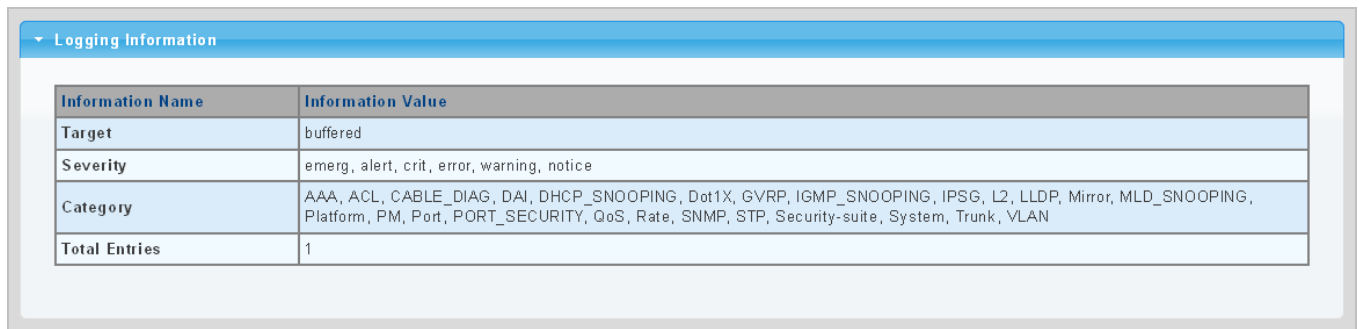 Logging Information
Information Name Information Value
Target buffered
Severity emerg, alert, crit, error, warning, notice
Category AAA, ACL, CABLE_DIAG, DAI, DHCP_SNOOPING, Dot1X, GVRP, IGMP_SNOOPING, IPSG, L2, LLDP, Mirror, MLD_SNOOPING,
Platform, PM, Port, PORT_SECURITY, QoS, Rate, SNMP, STP, Security-suite, System, Trunk, VLAN
Total Entries 1